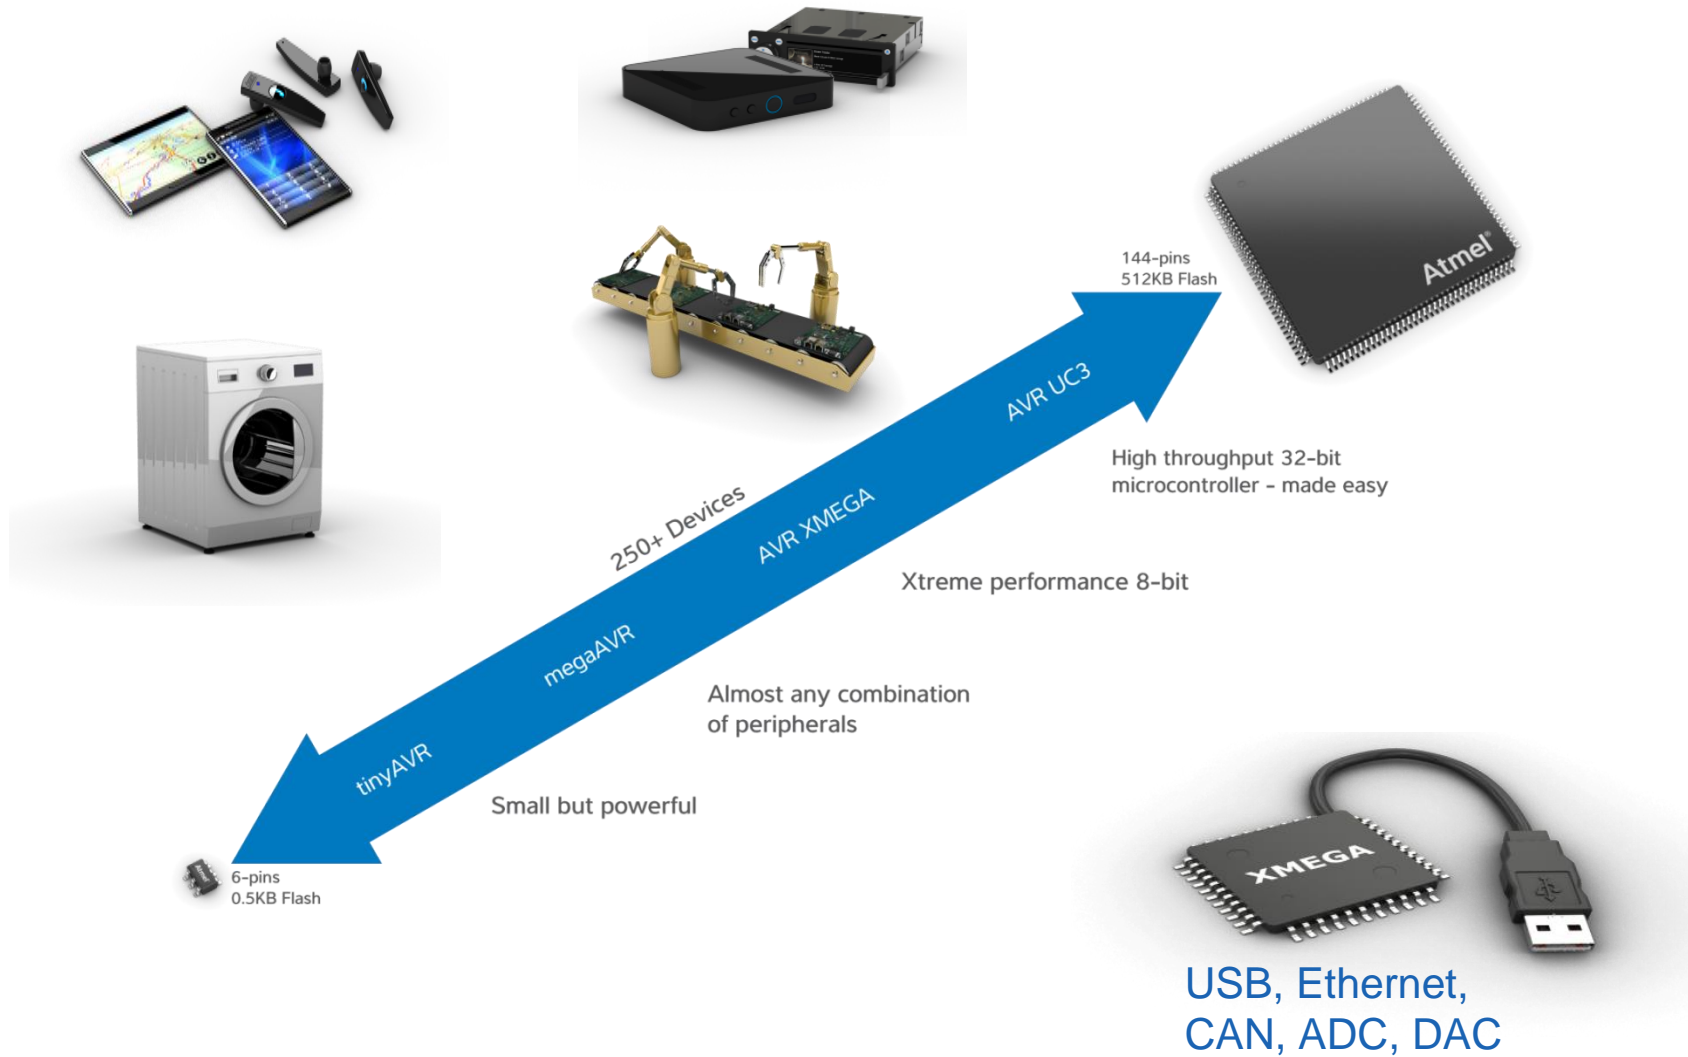 144-pins
512KB Flash
Atmel®
AVR UC3
High throughput 32-bit
microcontroller - made easy
250+ Devices
AVR XMEGA
Xtreme performance 8-bit
megaAVR
Almost any combination
of peripherals
tinyAVR
Small but powerful
Atmel
6-pins
0.5KB Flash
XMEGA
USB, Ethernet,
CAN, ADC, DAC